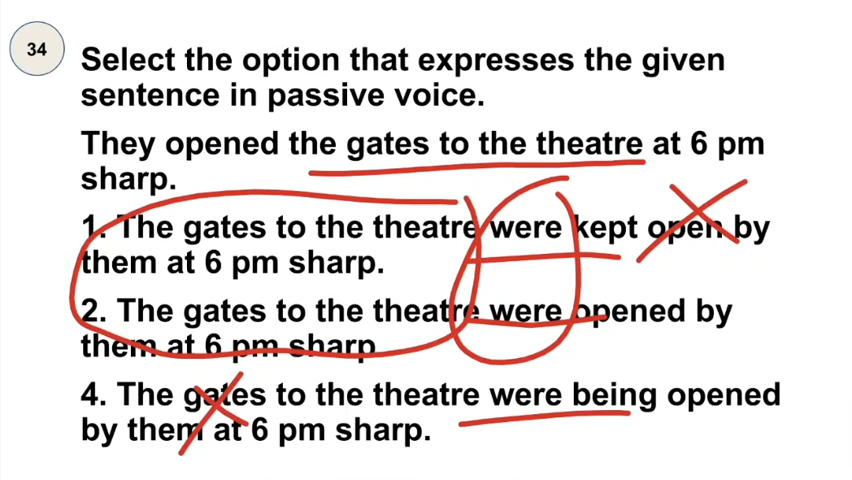 34
Select the option that expresses the given
sentence in passive voice.
They opened the gates to the theatre at 6 pm
sharp.
1. The gates to the theatre were kept open by
them at 6 pm sharp.
2. The gates to the theatre were opened by
them at 6 pm sharp
4. The gates to the theatre were being opened
by them at 6 pm sharp.